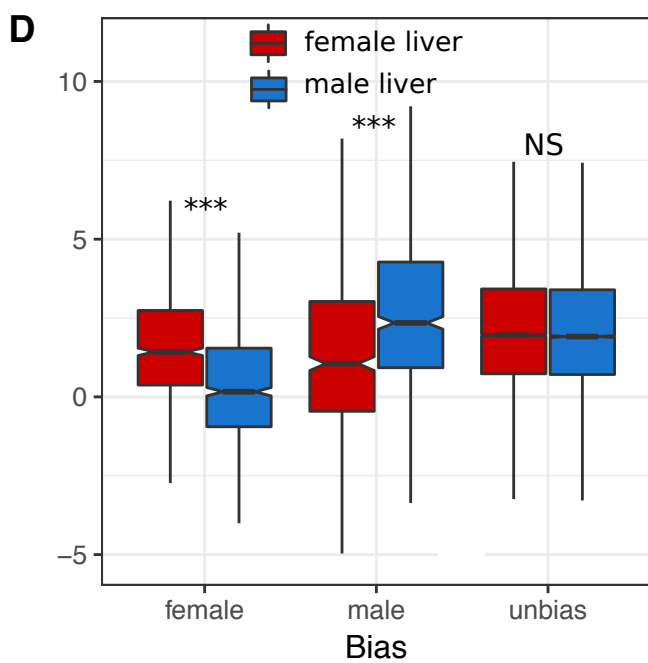 D
female liver
male liver
10
***
***
NS
5
0
−5
female male unbias
Bias